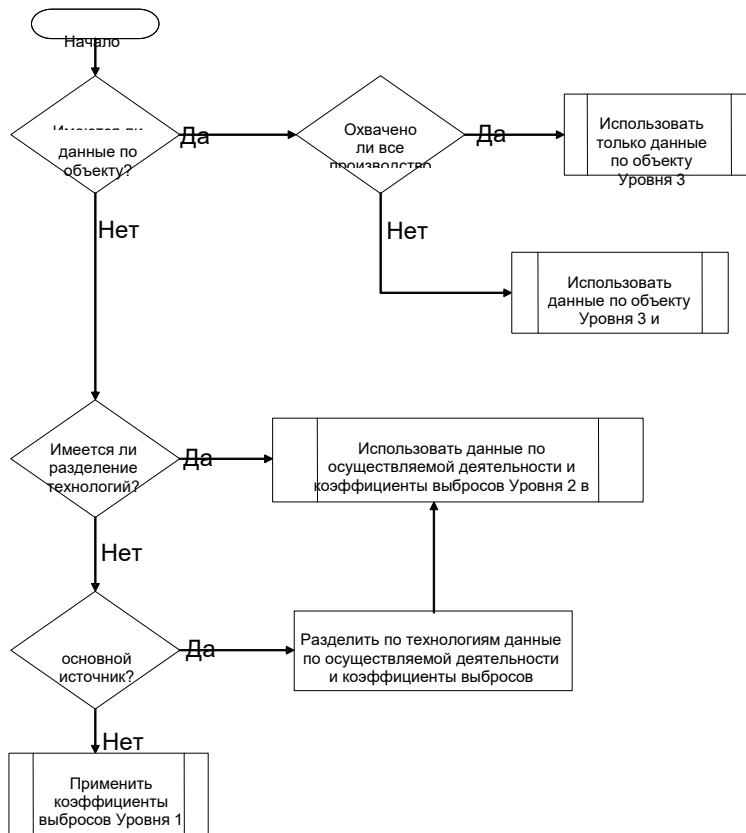 Начало
Имеются ли
данные по
объекту?
Да
Охвачено
ли все
производство
Да
Использовать
только данные
по объекту
Уровня 3
Нет
Нет
Использовать
данные по объекту
Уровня 3 и
Имеется ли
разделение
технологий?
Да
Использовать данные по
осуществляемой деятельности и
коэффициенты выбросов Уровня 2 в
Нет
основной
источник?
Да
Разделить по технологиям данные
по осуществляемой деятельности
и коэффициенты выбросов
Нет
Применить
коэффициенты
выбросов Уровня 1